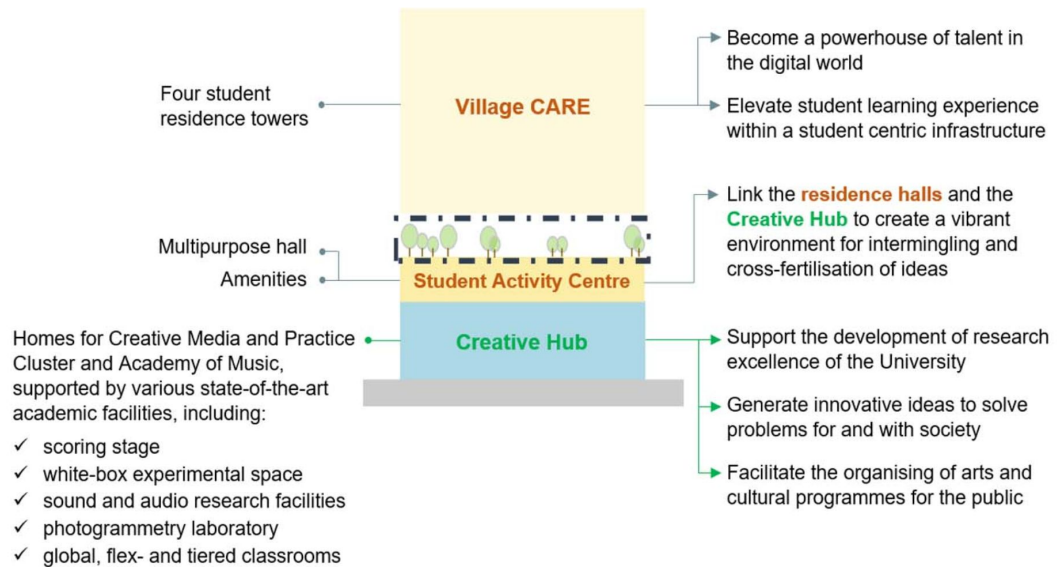 Four student
residence towers
Village CARE
Become a powerhouse of talent in
the digital world
Elevate student learning experience
within a student centric infrastructure
Multipurpose hall
Amenities
Student Activity Centre
Link the residence halls and the
Creative Hub to create a vibrant
environment for intermingling and
cross-fertilisation of ideas
Homes for Creative Media and Practice
Cluster and Academy of Music,
supported by various state-of-the-art
academic facilities, including:
✓ scoring stage
✓ white-box experimental space
✓ sound and audio research facilities
✓ photogrammetry laboratory
✓ global, flex- and tiered classrooms
Creative Hub
Support the development of research
excellence of the University
Generate innovative ideas to solve
problems for and with society
Facilitate the organising of arts and
cultural programmes for the public